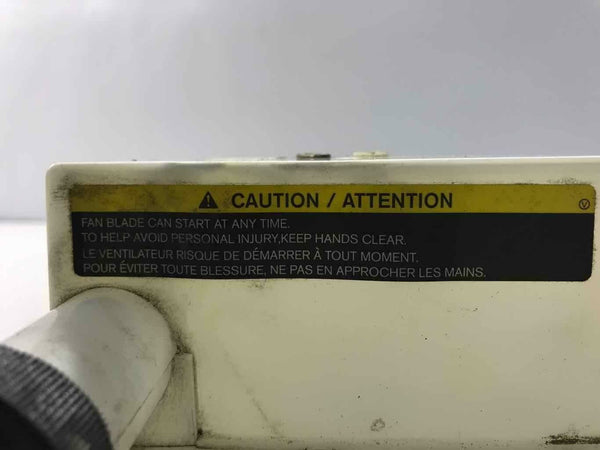 CAUTION / ATTENTION
FAN BLADE CAN START AT ANY TIME.
TO HELP AVOID PERSONAL INJURY,KEEP HANDS CLEAR.
LE VENTILATEUR RISQUE DE DÉMARRER À TOUT MOMENT.
POUR ÉVITER TOUTE BLESSURE, NE PAS EN APPROCHER LES MAINS.